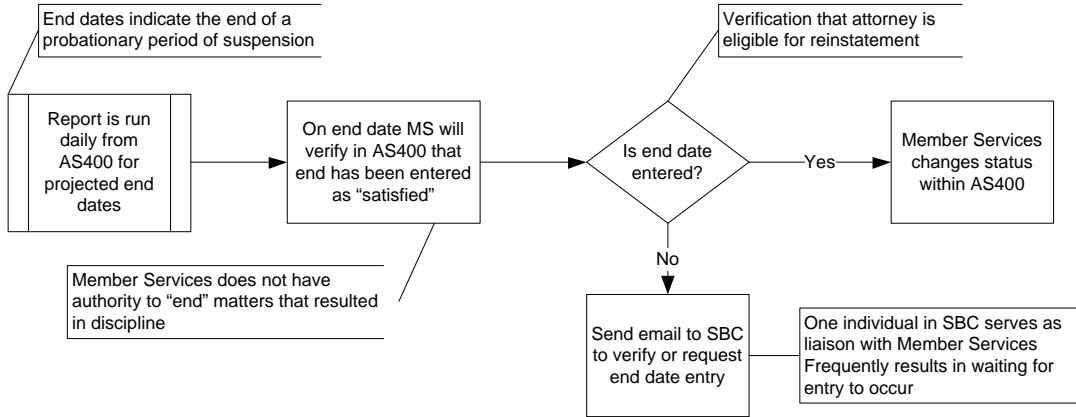 End dates indicate the end of a
probationary period of suspension
Verification that attorney is
eligible for reinstatement
Report is run
daily from
AS400 for
projected end
dates
On end date MS will
verify in AS400 that
end has been entered
as “satisfied”
Is end date
entered?
Yes
Member Services
changes status
within AS400
No
Member Services does not have
authority to “end” matters that resulted
in discipline
Send email to SBC
to verify or request
end date entry
One individual in SBC serves as
liaison with Member Services
Frequently results in waiting for
entry to occur